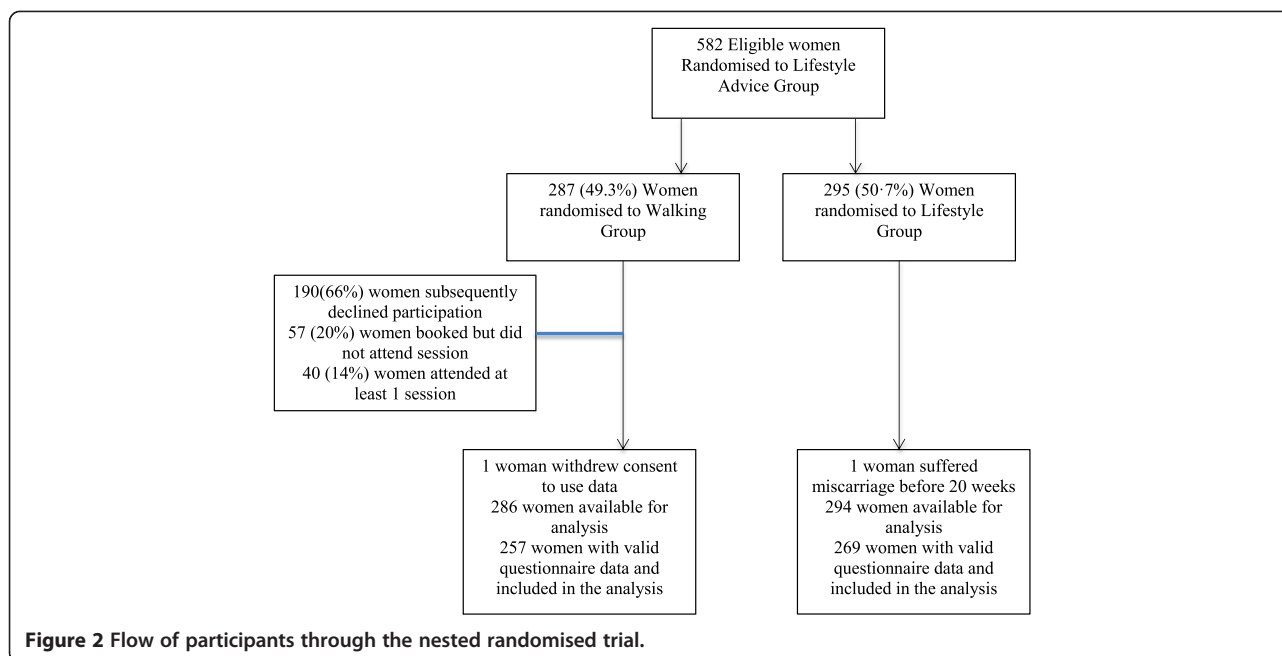 582 Eligible women
Randomised to Lifestyle
Advice Group
287 (49.3%) Women
randomised to Walking
Group
295 (50·7%) Women
randomised to Lifestyle
Group
190(66%) women subsequently
declined participation
57 (20%) women booked but did
not attend session
40 (14%) women attended at
least 1 session
1 woman withdrew consent
to use data
286 women available for
analysis
257 women with valid
questionnaire data and
included in the analysis
1 woman suffered
miscarriage before 20 weeks
294 women available for
analysis
269 women with valid
questionnaire data and
included in the analysis
Figure 2 Flow of participants through the nested randomised trial.